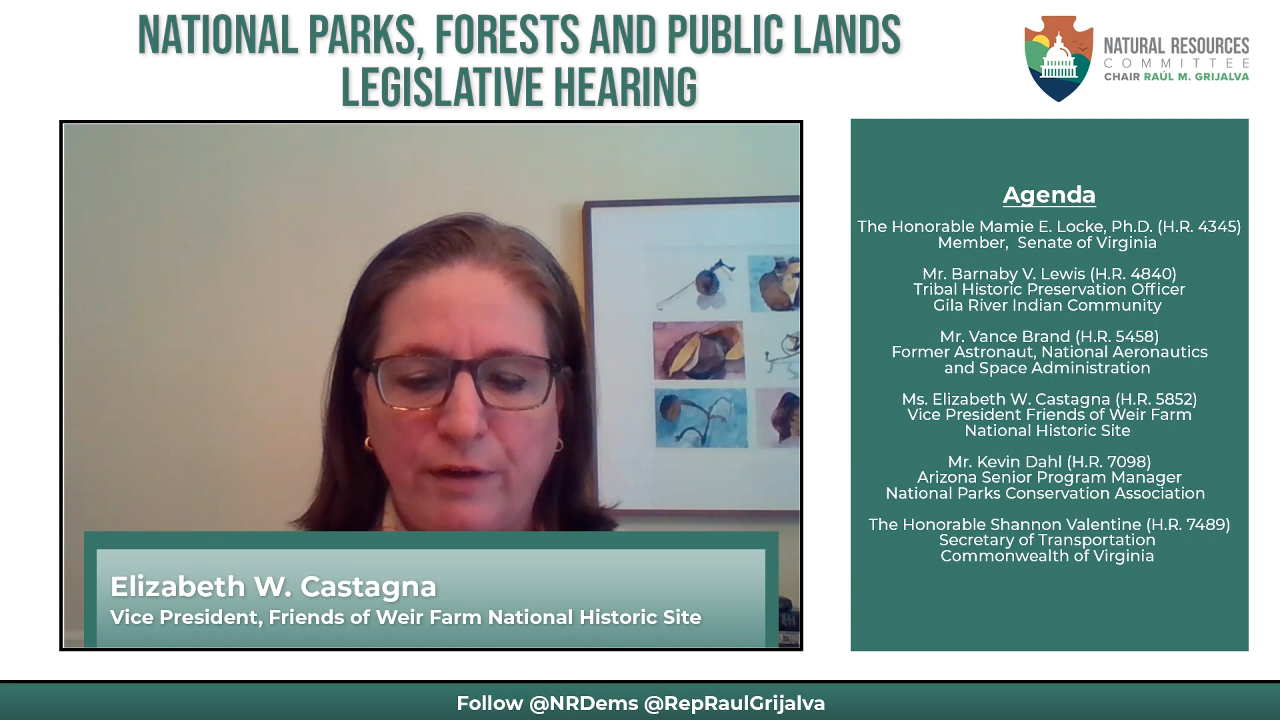 NATIONAL PARKS, FORESTS AND PUBLIC LANDS
LEGISLATIVE HEARING
NATURAL RESOURCES
COMMITTEE
CHAIR RAÚL M. GRIJALVA
Agenda
The Honorable Mamie E. Locke, Ph.D. (H.R. 4345)
Member, Senate of Virginia
Mr. Barnaby V. Lewis (H.R. 4840)
Tribal Historic Preservation Officer
Gila River Indian Community
Mr. Vance Brand (H.R. 5458)
Former Astronaut, National Aeronautics
and Space Administration
Ms. Elizabeth W. Castagna (H.R. 5852)
Vice President Friends of Weir Farm
National Historic Site
Mr. Kevin Dahl (H.R. 7098)
Arizona Senior Program Manager
National Parks Conservation Association
The Honorable Shannon Valentine (H.R. 7489)
Secretary of Transportation
Commonwealth of Virginia
Elizabeth W. Castagna
Vice President, Friends of Weir Farm National Historic Site
Follow @NRDems @RepRaulGrijalva